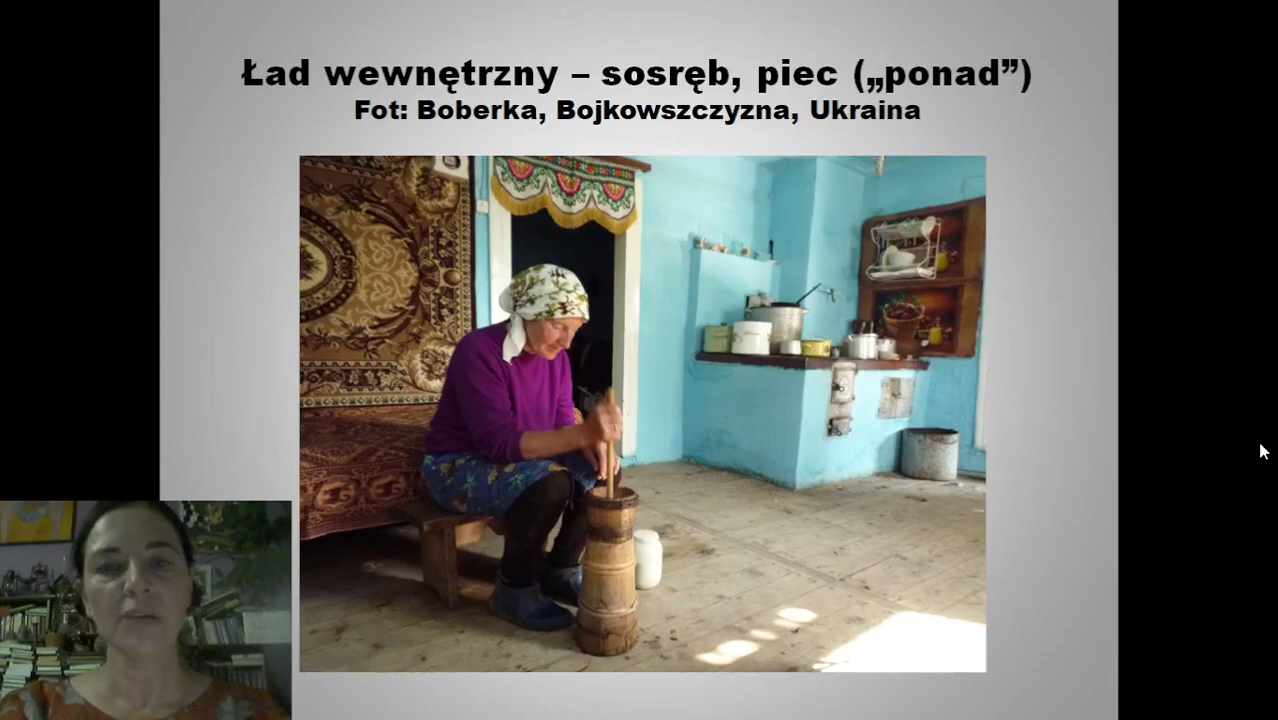 Ład wewnętrzny – sosręb, piec („ponad”)
Fot: Boberka, Bojkowszczyzna, Ukraina